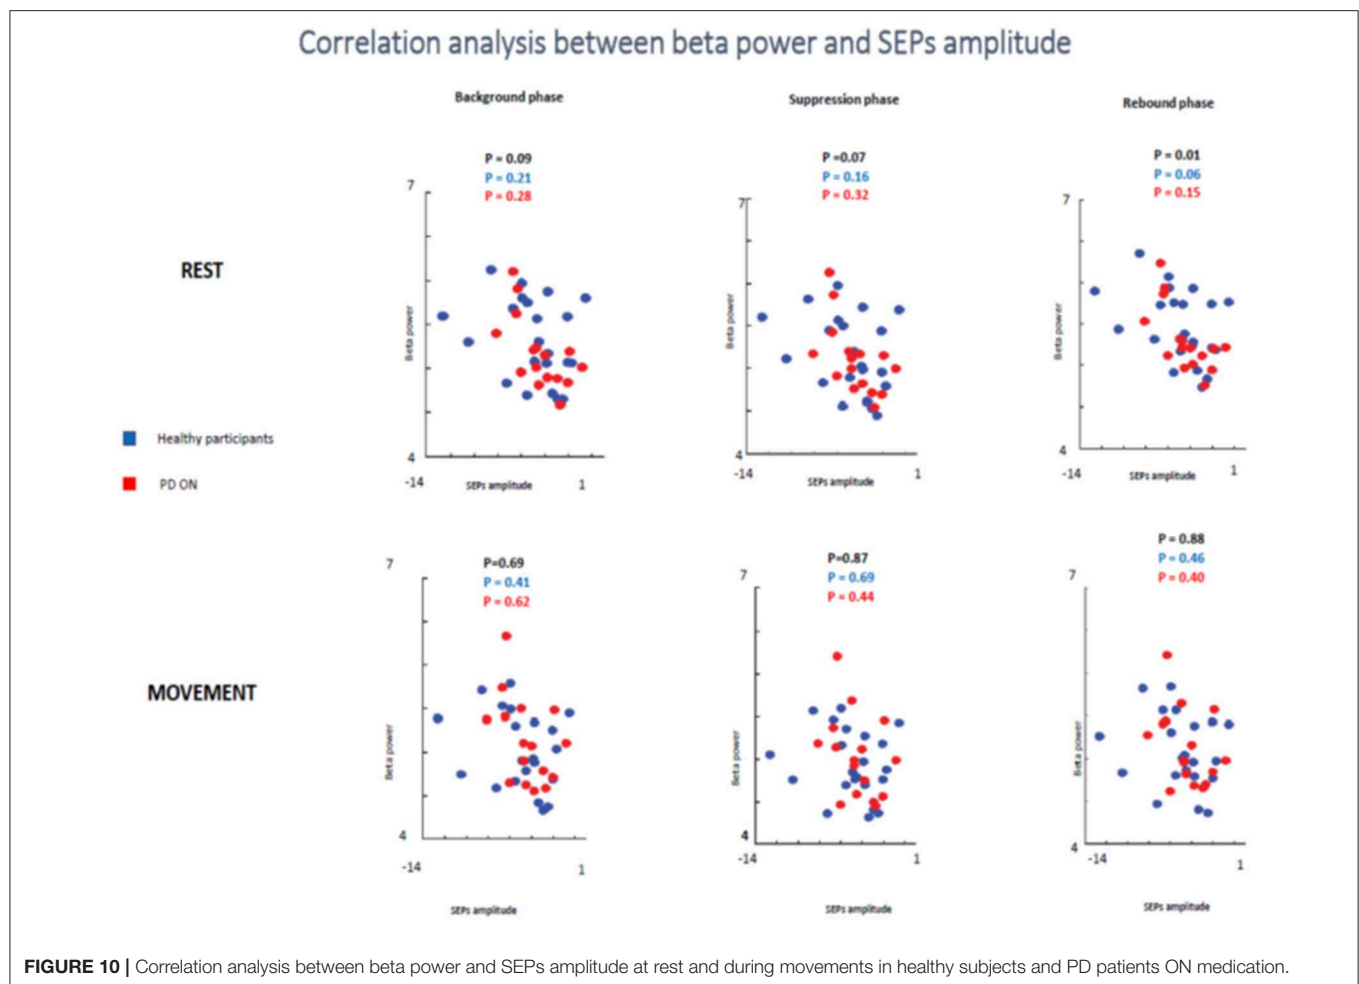 Correlation analysis between beta power and SEPs amplitude
Background phase
Suppression phase
Rebound phase
REST
P = 0.09
P = 0.21
P = 0.28
7
Beta power
4
-14
SEPs amplitude
1
P =0.07
P = 0.16
P = 0.32
7
Beta power
4
-14
SEPs amplitude
1
P = 0.01
P = 0.06
P = 0.15
7
Beta power
4
-14
SEPs amplitude
1
Healthy participants
PD ON
MOVEMENT
P=0.69
P = 0.41
P = 0.62
7
Beta power
4
-14
1
SEPs amplitude
P=0.87
P = 0.69
P = 0.44
7
Beta power
4
-14
1
SEPs amplitude
P = 0.88
P = 0.46
P = 0.40
7
Beta power
4
-14
1
SEPs amplitude
FIGURE 10 | Correlation analysis between beta power and SEPs amplitude at rest and during movements in healthy subjects and PD patients ON medication.